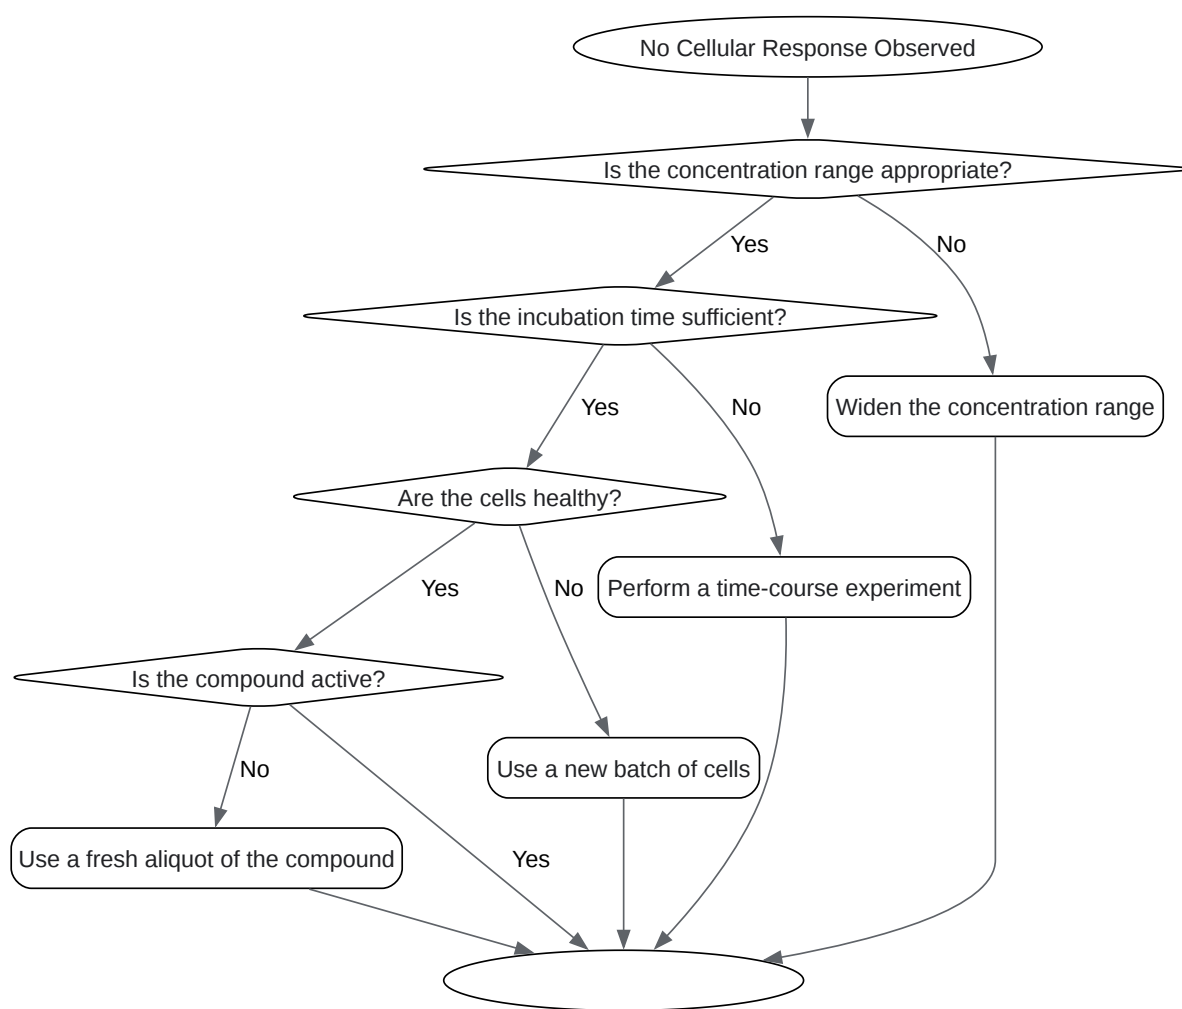 No Cellular Response Observed
Is the concentration range appropriate?
Yes
No
Is the incubation time sufficient?
Yes
No
Widen the concentration range
Are the cells healthy?
Yes
No
Perform a time-course experiment
Is the compound active?
No
Use a new batch of cells
Use a fresh aliquot of the compound
Yes